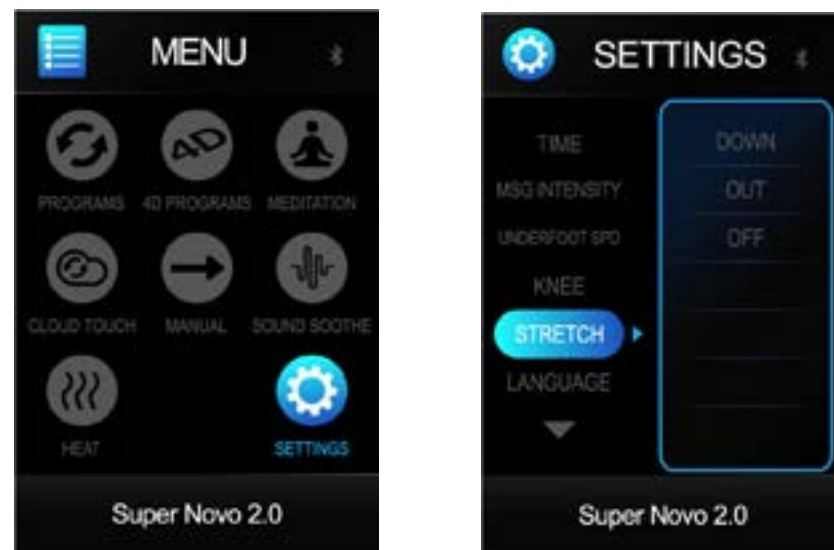 MENU
PROGRAMS
4D
4D PROGRAMS
MEDITATION
CLOUD TOUCH
MANUAL
SOUND SOOTHE
HEAT
SETTINGS
Super Novo 2.0
SETTINGS
TIME
DOWN
MSG INTENSITY
OUT
UNDERFOOT SPD
OFF
KNEE
STRETCH
LANGUAGE
Super Novo 2.0